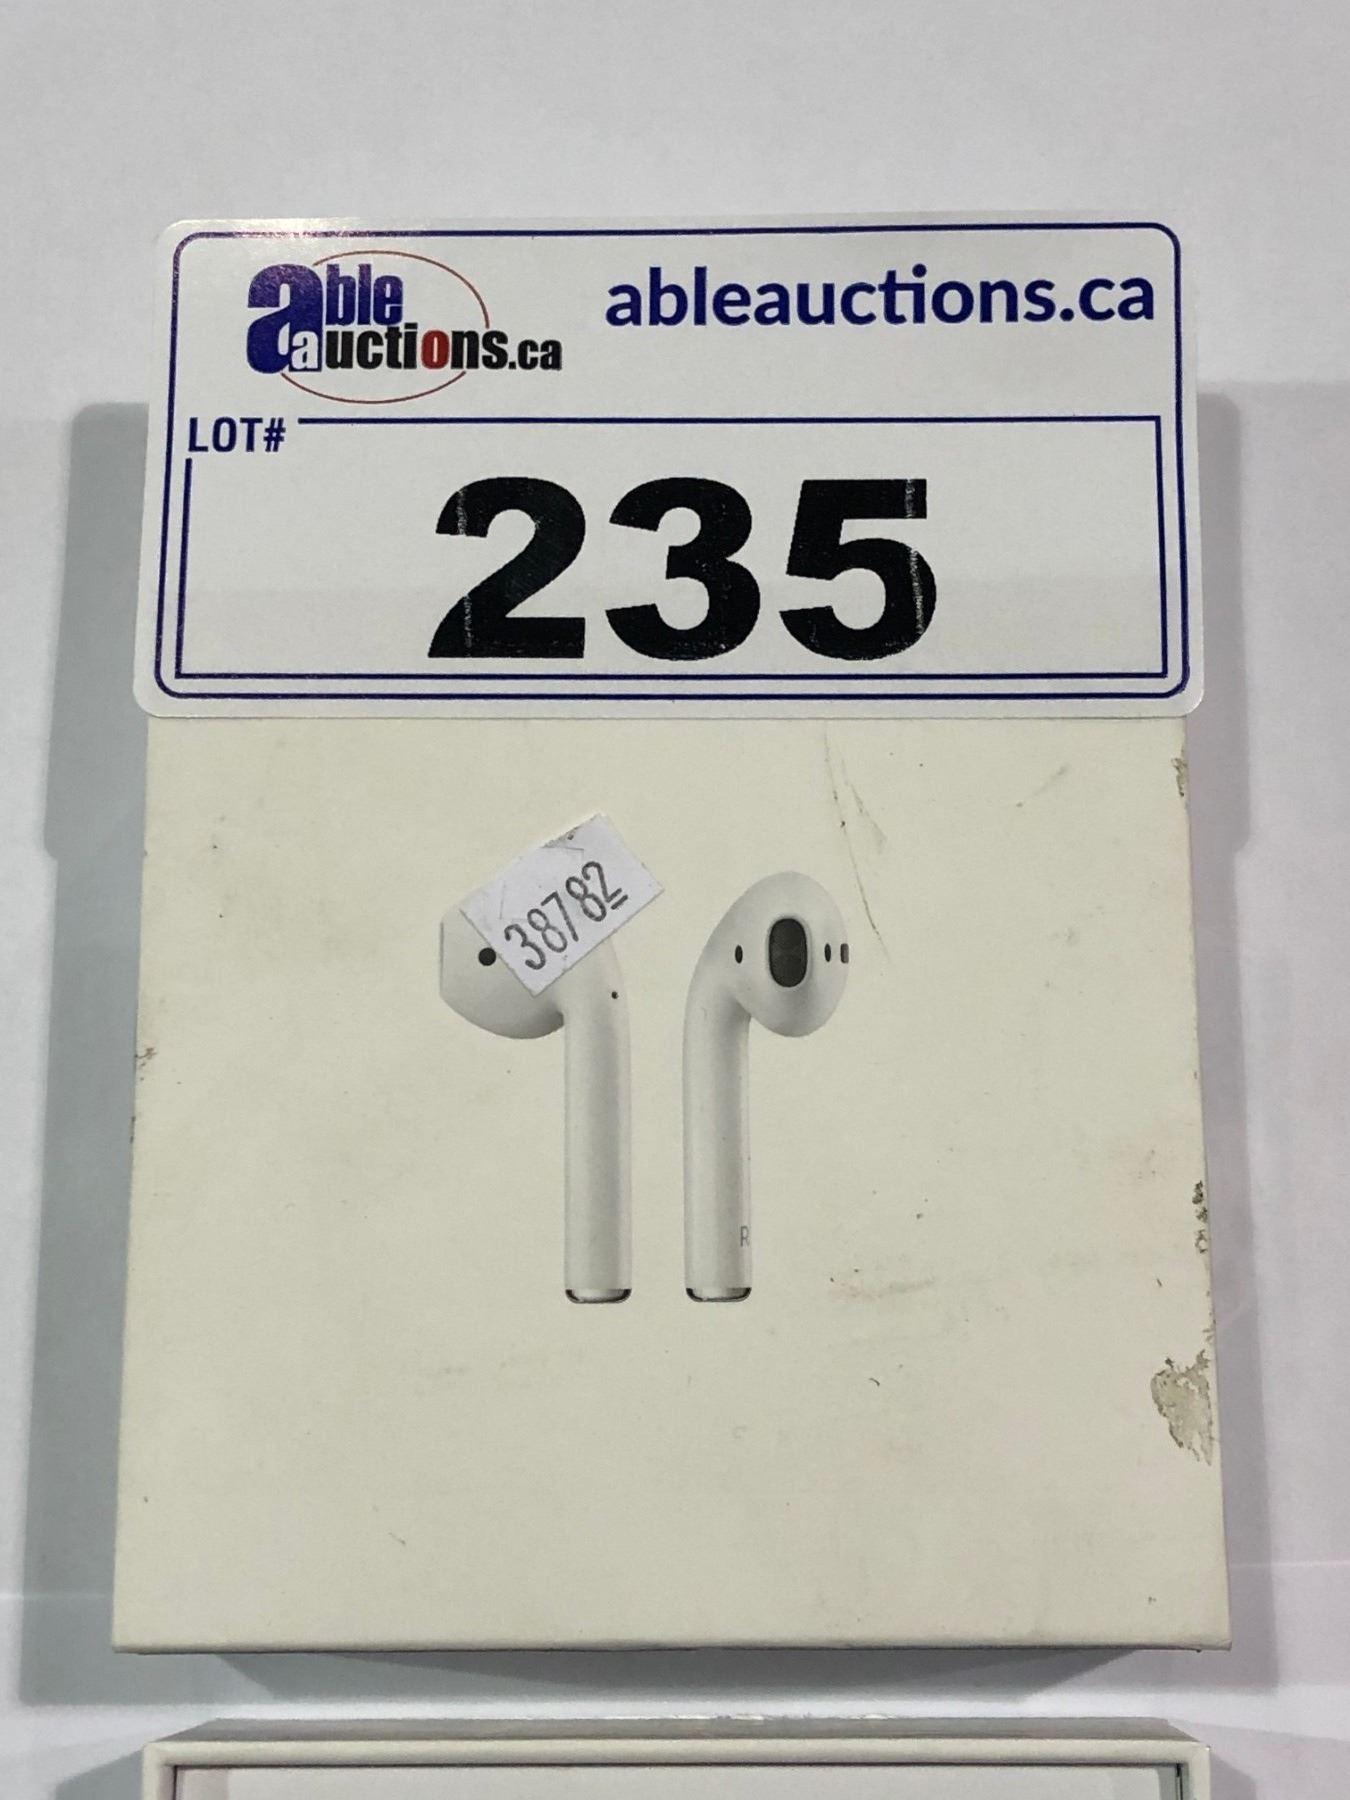 able
auctions.ca
ableauctions.ca
LOT#
235
38782
R